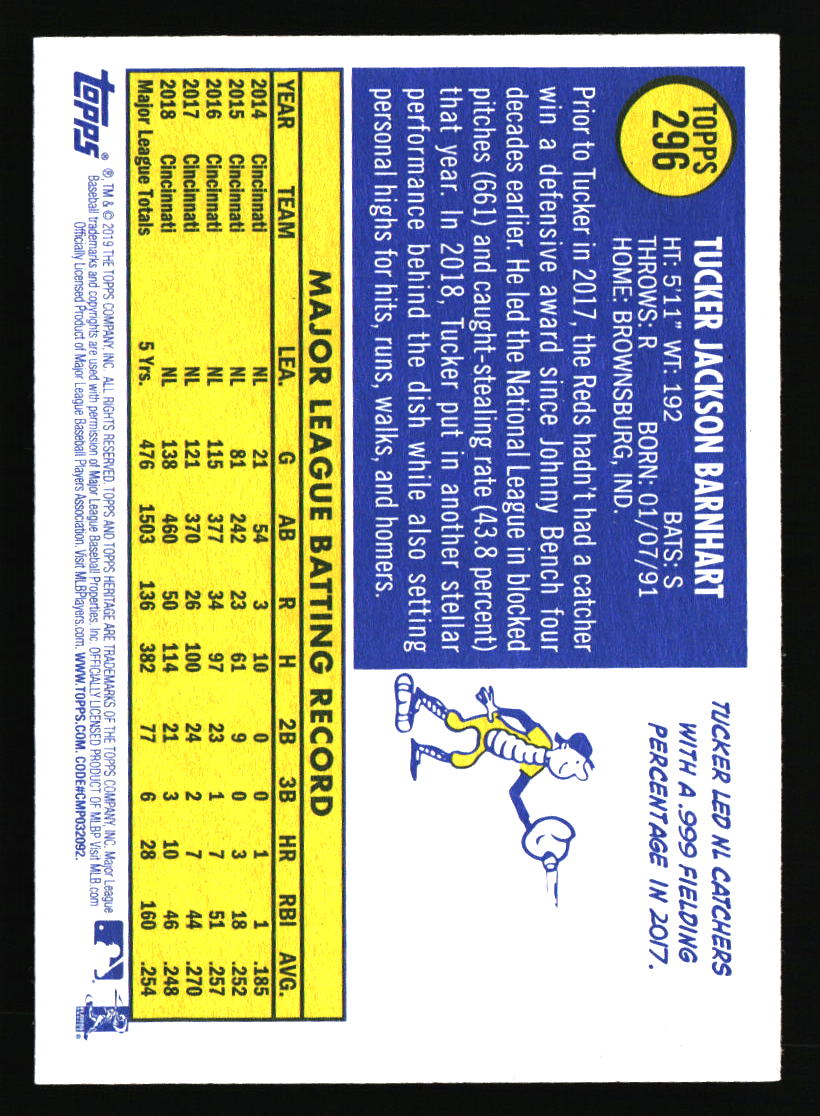 TOPPS
296
TUCKER JACKSON BARNHART
HT: 5'11" WT: 192 BATS: S
THROWS: R BORN: 01/07/91
HOME: BROWNSBURG, IND.
Prior to Tucker in 2017, the Reds hadn't had a catcher
win a defensive award since Johnny Bench four
decades earlier. He led the National League in blocked
pitches (661) and caught-stealing rate (43.8 percent)
that year. In 2018, Tucker put in another stellar
performance behind the dish while also setting
personal highs for hits, runs, walks, and homers.
TUCKER LED NL CATCHERS
WITH A .999 FIELDING
PERCENTAGE IN 2017.
MAJOR LEAGUE BATTING RECORD
YEAR TEAM LEA. G AB R H 2B 3B HR RBI AVG.
2014 Cincinnati NL 21 54 3 10 0 0 1 1 .185
2015 Cincinnati NL 81 242 23 61 9 0 3 18 .252
2016 Cincinnati NL 115 377 34 97 23 1 7 51 .257
2017 Cincinnati NL 121 370 26 100 24 2 7 44 .270
2018 Cincinnati NL 138 460 50 114 21 3 10 46 .248
Major League Totals 5 Yrs. 476 1503 136 382 77 6 28 160 .254
topps®
®, TM & © 2019 THE TOPPS COMPANY, INC. ALL RIGHTS RESERVED. TOPPS AND TOPPS HERITAGE ARE TRADEMARKS OF THE TOPPS COMPANY, INC. Major League
Baseball trademarks and copyrights are used with permission of Major League Baseball Properties, Inc. OFFICIALLY LICENSED PRODUCT OF MLBP Visit MLB.com
Officially Licensed Product of Major League Baseball Players Association. Visit MLBPlayers.com. WWW.TOPPS.COM. CODE#CMP032092.